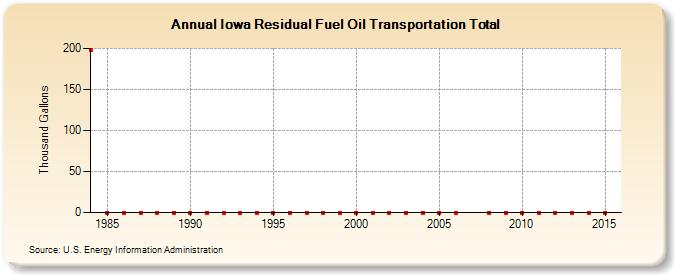 Annual Iowa Residual Fuel Oil Transportation Total
Thousand Gallons
200
150
100
50
0
1985 1990 1995 2000 2005 2010 2015
Source: U.S. Energy Information Administration